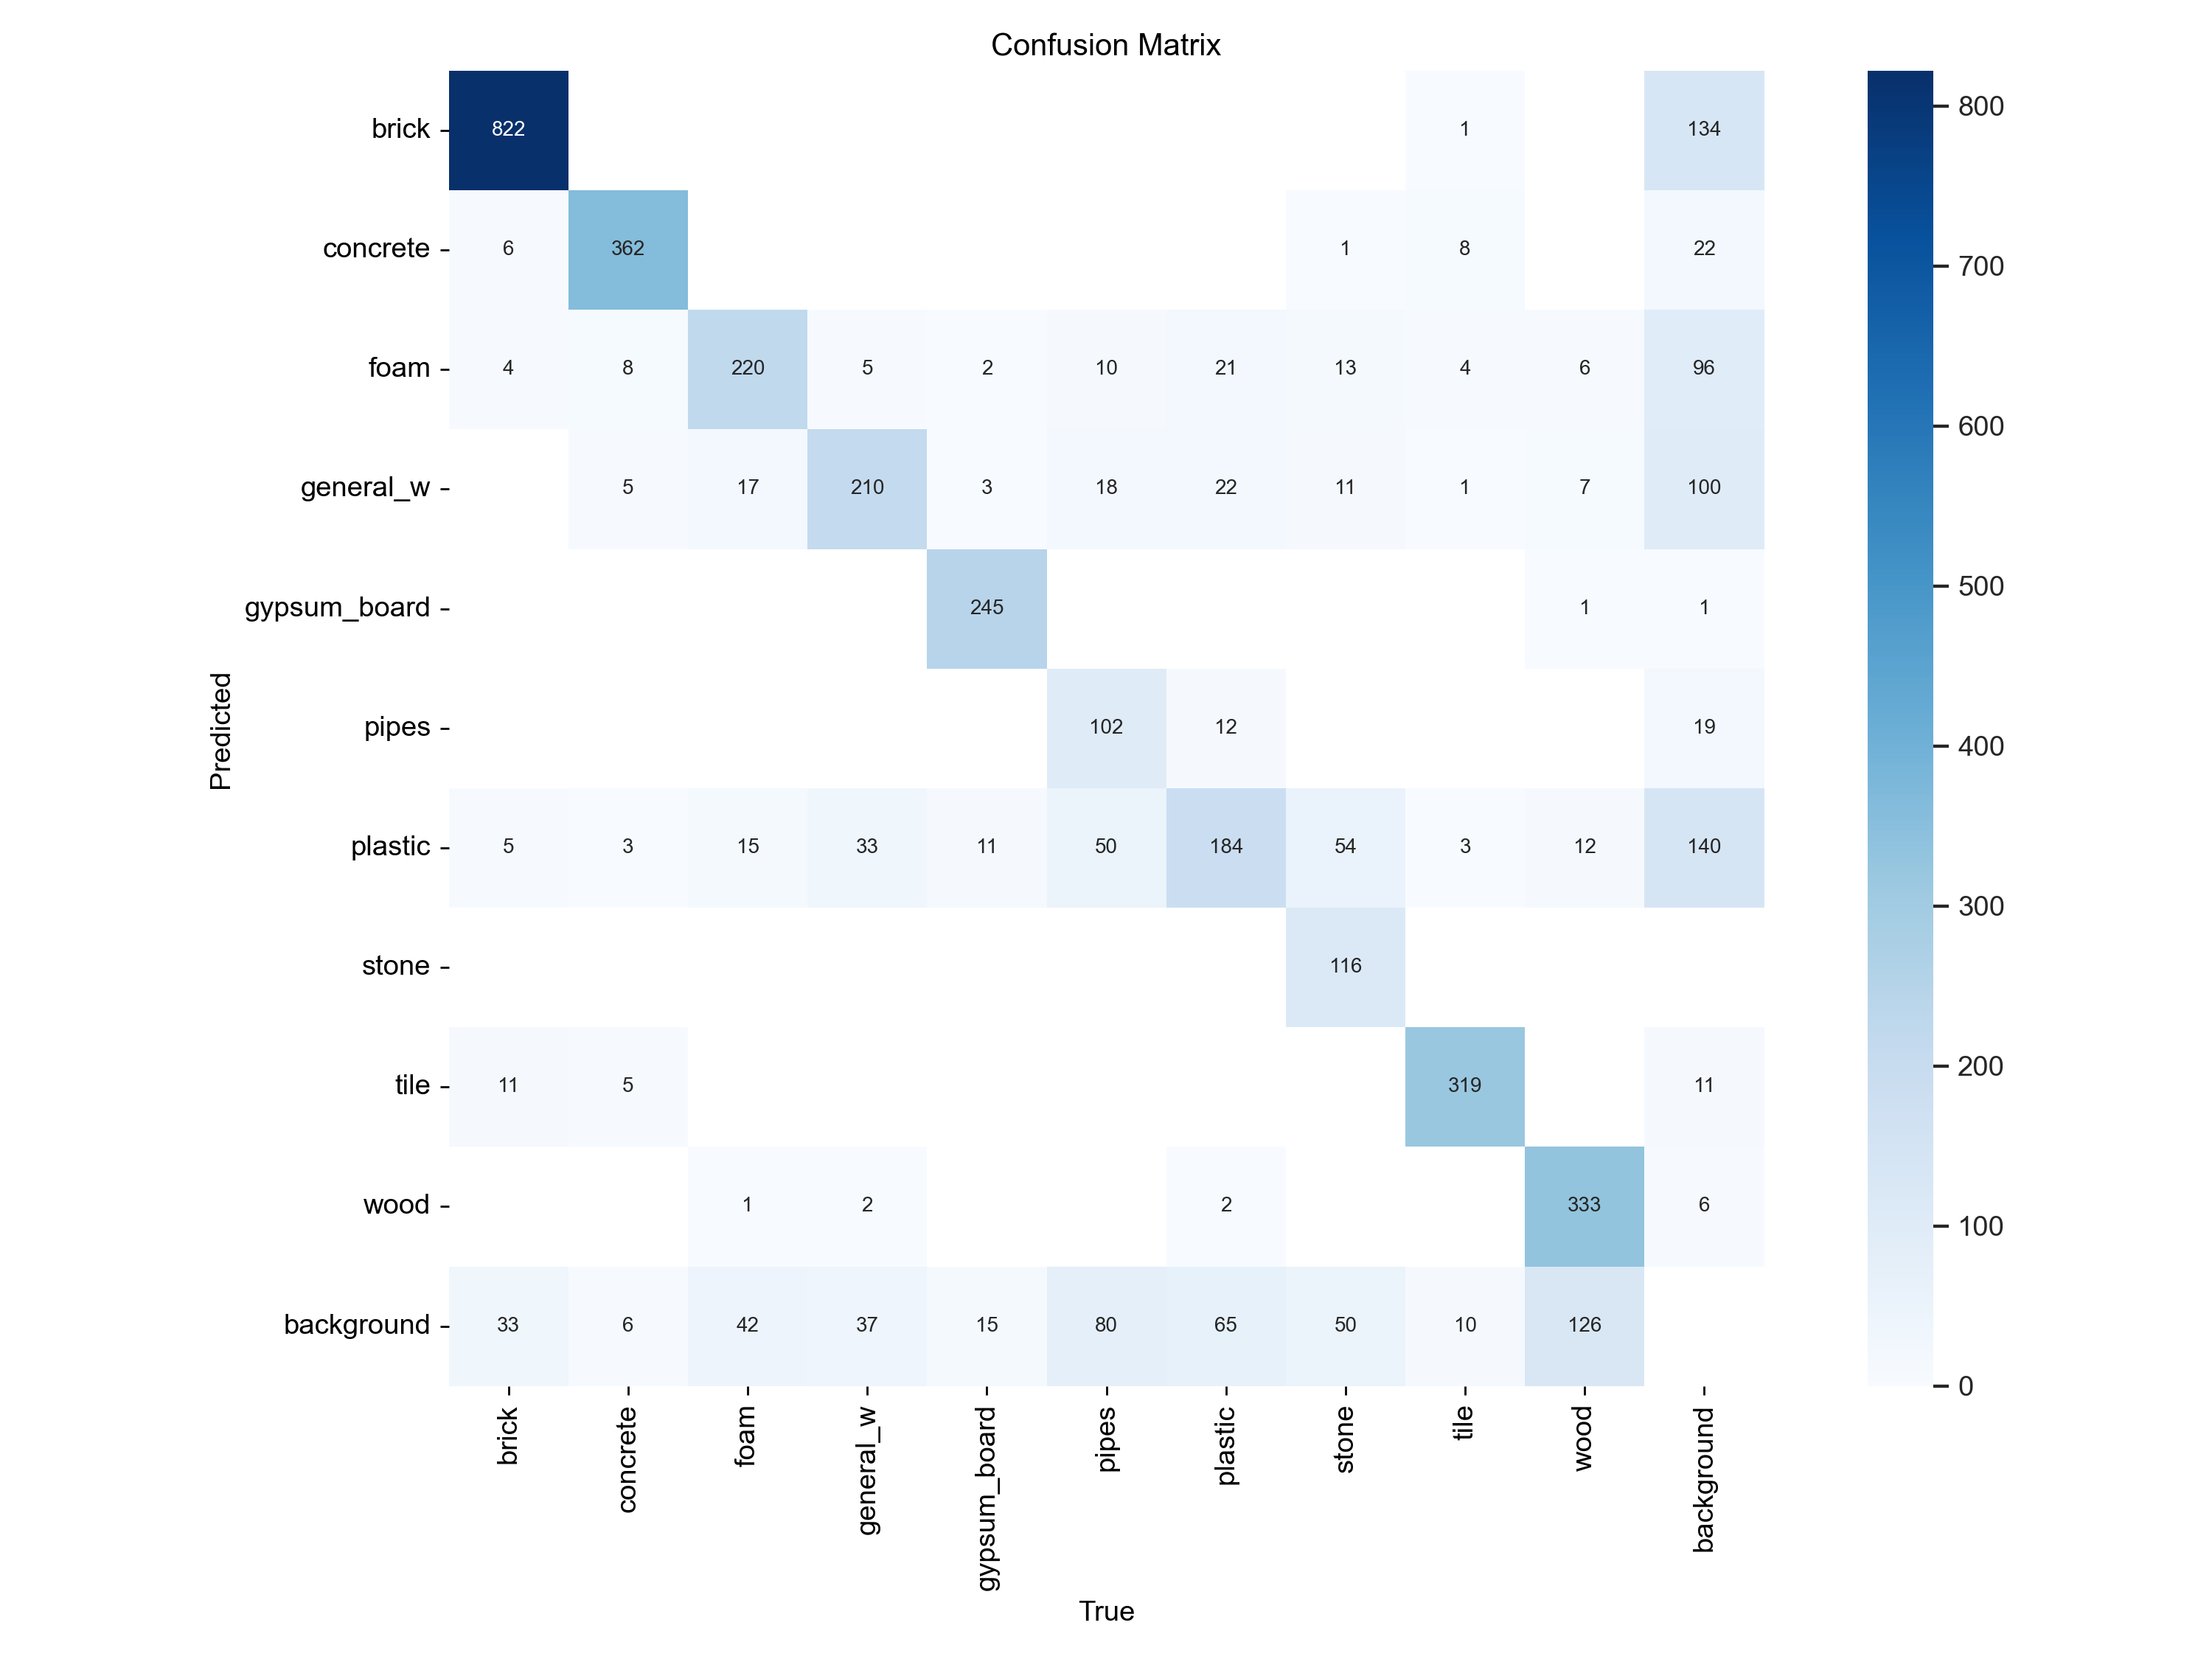 Confusion Matrix
brick 822 1 134
concrete 6 362 1 8 22
foam 4 8 220 5 2 10 21 13 4 6 96
general_w 5 17 210 3 18 22 11 1 7 100
gypsum_board 245 1 1
pipes 102 12 19
plastic 5 3 15 33 11 50 184 54 3 12 140
stone 116
tile 11 5 319 11
wood 1 2 2 333 6
background 33 6 42 37 15 80 65 50 10 126
Predicted
brick concrete foam general_w gypsum_board pipes plastic stone tile wood background
True
800
700
600
500
400
300
200
100
0